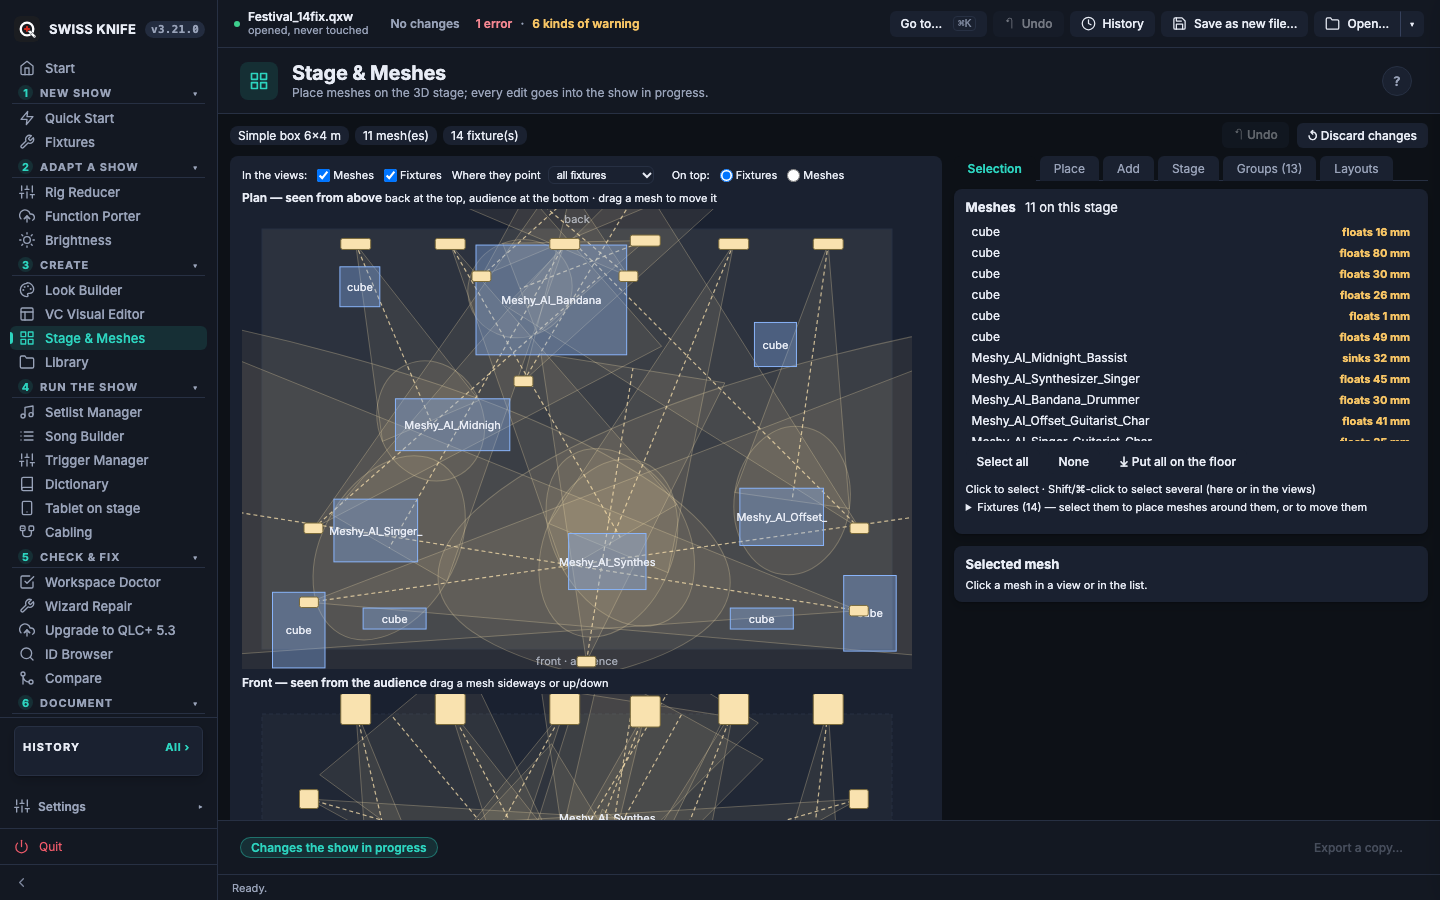 SWISS KNIFE v3.21.0
Start
1 NEW SHOW
Quick Start
Fixtures
2 ADAPT A SHOW
Rig Reducer
Function Porter
Brightness
3 CREATE
Look Builder
VC Visual Editor
Stage & Meshes
Library
4 RUN THE SHOW
Setlist Manager
Song Builder
Trigger Manager
Dictionary
Tablet on stage
Cabling
5 CHECK & FIX
Workspace Doctor
Wizard Repair
Upgrade to QLC+ 5.3
ID Browser
Compare
6 DOCUMENT
HISTORY All ›
Settings
Quit
Festival_14fix.qxw
opened, never touched
No changes 1 error · 6 kinds of warning
Go to... ⌘K Undo History Save as new file... Open...
Stage & Meshes
Place meshes on the 3D stage; every edit goes into the show in progress.
?
Simple box 6×4 m 11 mesh(es) 14 fixture(s)
Undo Discard changes
In the views: Meshes Fixtures Where they point all fixtures On top: Fixtures Meshes
Plan — seen from above back at the top, audience at the bottom · drag a mesh to move it
back
cube
Meshy_AI_Bandana
cube
Meshy_AI_Midnigh
Meshy_AI_Singer_
Meshy_AI_Offset_
Meshy_AI_Synthes
cube
cube
cube
front · a
ence
Front — seen from the audience drag a mesh sideways or up/down
Meshy_AI_Synthes
Selection Place Add Stage Groups (13) Layouts
Meshes 11 on this stage
cube floats 16 mm
cube floats 80 mm
cube floats 30 mm
cube floats 26 mm
cube floats 1 mm
cube floats 49 mm
Meshy_AI_Midnight_Bassist sinks 32 mm
Meshy_AI_Synthesizer_Singer floats 45 mm
Meshy_AI_Bandana_Drummer floats 30 mm
Meshy_AI_Offset_Guitarist_Char floats 41 mm
Meshy_AI_Singer_Guitarist_Char
Select all None Put all on the floor
Click to select · Shift/⌘-click to select several (here or in the views)
Fixtures (14) — select them to place meshes around them, or to move them
Selected mesh
Click a mesh in a view or in the list.
Changes the show in progress
Export a copy...
Ready.